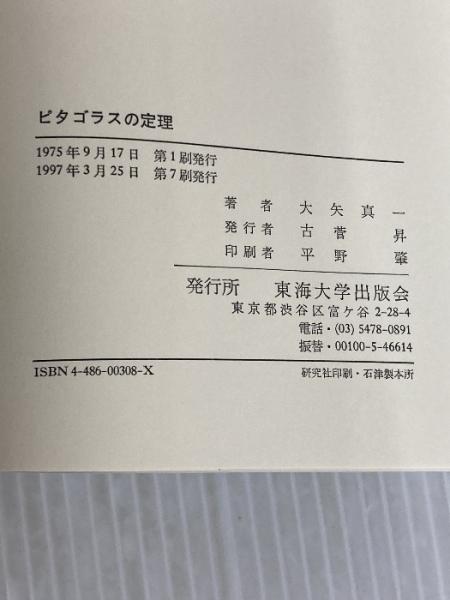 ピタゴラスの定理
1975年9月17日 第1刷発行
1997年3月25日 第7刷発行
著者 大矢真一
発行者 古菅昇
印刷者 平野肇
発行所 東海大学出版会
東京都渋谷区富ケ谷 2-28-4
電話・(03) 5478-0891
振替・00100-5-46614
ISBN4-486-00308-X 研究社印刷・石津製本所